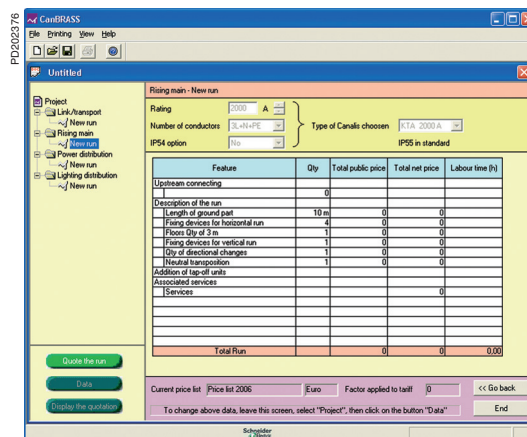 PD202376
CanBRASS
File Printing View Help
Untitled
Project
Link/transport
New run
Rising main
New run
Power distribution
New run
Lighting distribution
New run
Quote the run
Data
Display the quotation
Rising main - New run
Rating 2000 A
Number of conductors 3L+N+PE Type of Canalis choosen KTA 2000 A
IP54 option No IP55 in standard
Feature Qty Total public price Total net price Labour time (h)
Upstream connecting
0
Description of the run
Length of ground part 10 m 0 0
Fixing devices for horizontal run 4 0 0
Floors Qty of 3 m 1 0 0
Fixing devices for vertical run 1 0 0
Qty of directional changes 1 0 0
Neutral transposition 1 0 0
Addition of tap-off units
Associated services
Services 0
Total Run 0 0 0,00
Current price list Price list 2006 Euro Factor applied to tariff 0 << Go back
To change above data, leave this screen, select "Project", then click on the button "Data" End
Schneider
Electric